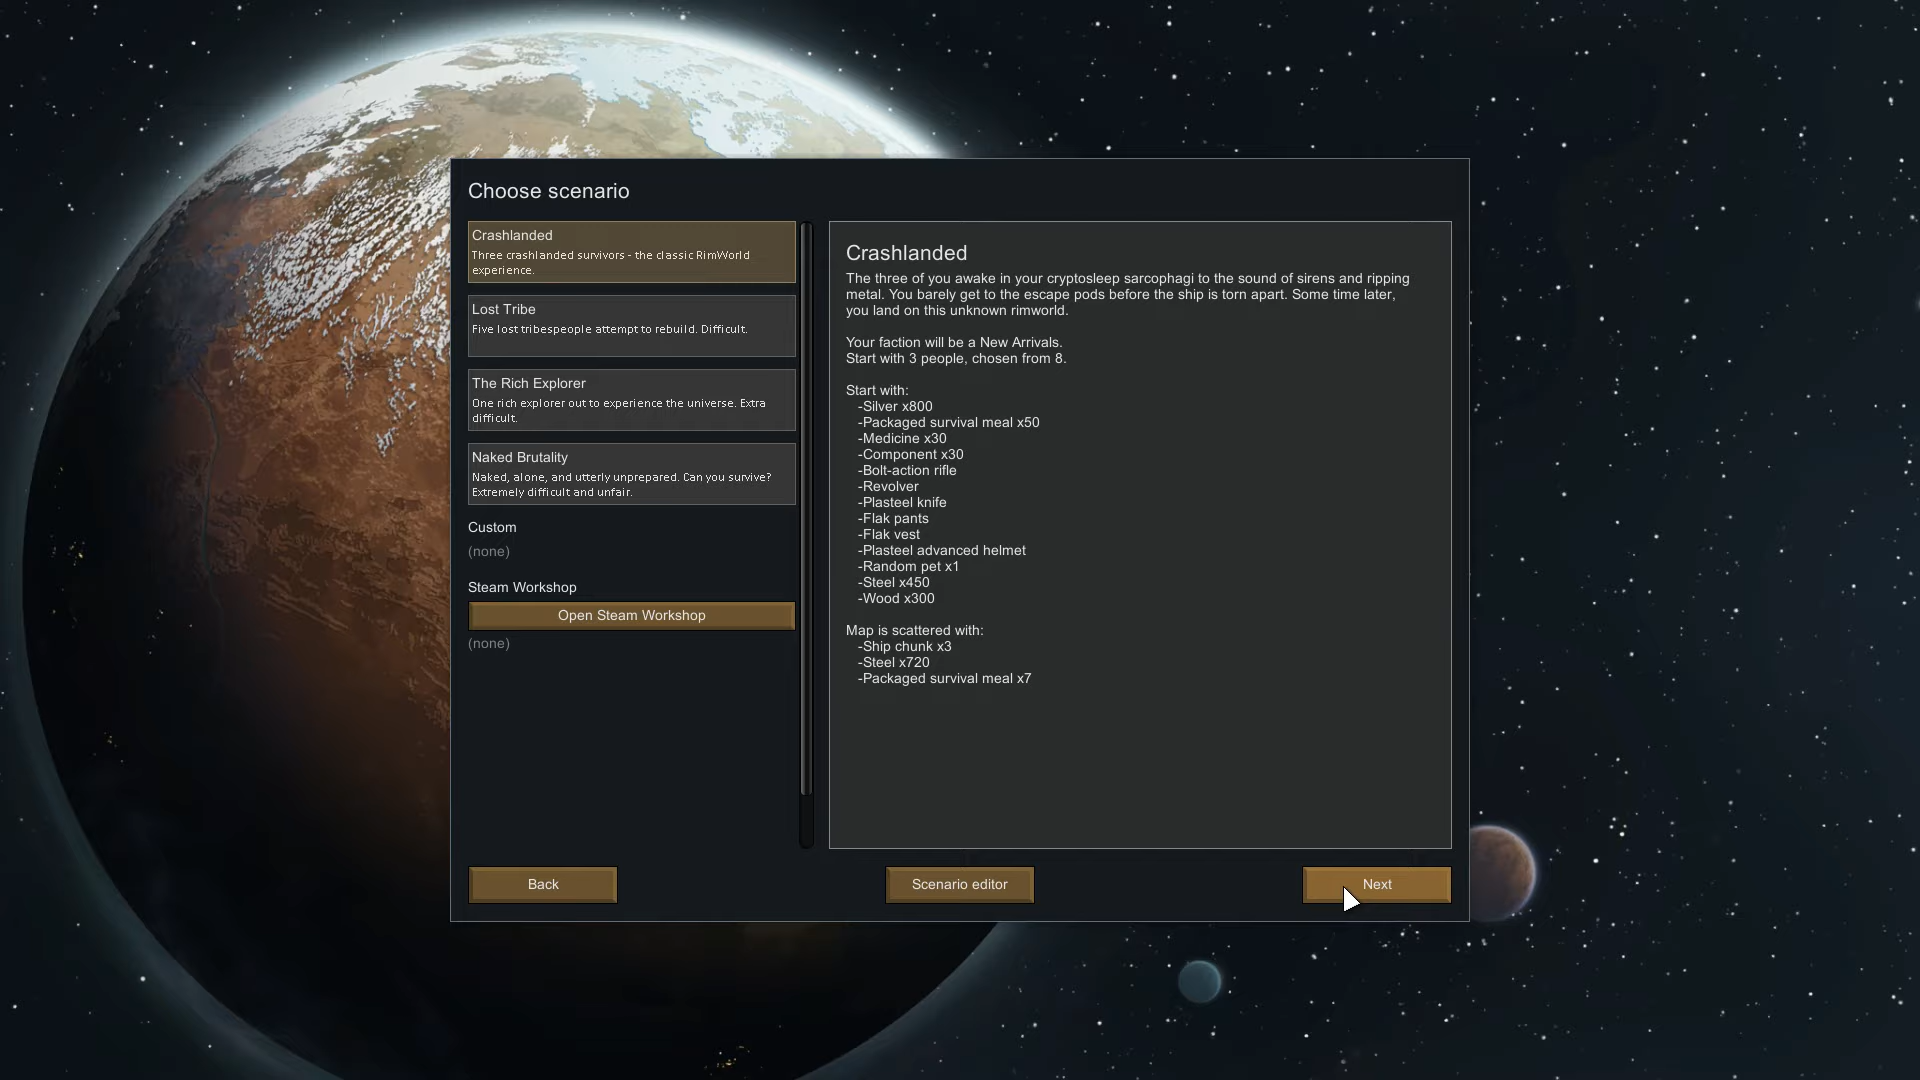 Choose scenario
Crashlanded
Three crashlanded survivors - the classic RimWorld
experience.
Lost Tribe
Five lost tribespeople attempt to rebuild. Difficult.
The Rich Explorer
One rich explorer out to experience the universe. Extra
difficult.
Naked Brutality
Naked, alone, and utterly unprepared. Can you survive?
Extremely difficult and unfair.
Custom
(none)
Steam Workshop
Open Steam Workshop
(none)
Crashlanded
The three of you awake in your cryptosleep sarcophagi to the sound of sirens and ripping
metal. You barely get to the escape pods before the ship is torn apart. Some time later,
you land on this unknown rimworld.
Your faction will be a New Arrivals.
Start with 3 people, chosen from 8.
Start with:
-Silver x800
-Packaged survival meal x50
-Medicine x30
-Component x30
-Bolt-action rifle
-Revolver
-Plasteel knife
-Flak pants
-Flak vest
-Plasteel advanced helmet
-Random pet x1
-Steel x450
-Wood x300
Map is scattered with:
-Ship chunk x3
-Steel x720
-Packaged survival meal x7
Back
Scenario editor
Next